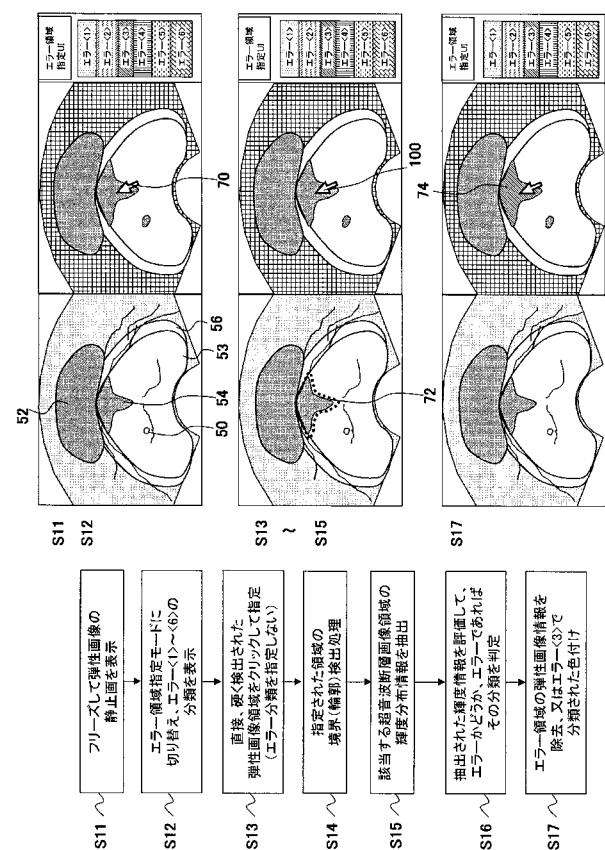 S11
フリーズして弾性画像の
静止画を表示
S12
エラー領域指定モードに
切り替え、エラー<1>～<6>の
分類を表示
S13
直接、硬く検出された
弾性画像領域をクリックして指定
(エラー分類を指定しない)
S14
指定された領域の
境界(輪郭)検出処理
S15
該当する超音波断層画像領域の
輝度分布情報を抽出
S16
抽出された輝度情報を評価して、
エラーかどうか、エラーであれば
その分類を判定
S17
エラー領域の弾性画像情報を
除去、又はエラー<3>で
分類された色付け
S11
S12
52
50
54
53
56
70
エラー領域
指定UI
エラー<1>
エラー<2>
エラー<3>
エラー<4>
エラー<5>
エラー<6>
S13
～
S15
72
100
エラー領域
指定UI
エラー<1>
エラー<2>
エラー<3>
エラー<4>
エラー<5>
エラー<6>
S17
74
エラー領域
指定UI
エラー<1>
エラー<2>
エラー<3>
エラー<4>
エラー<5>
エラー<6>